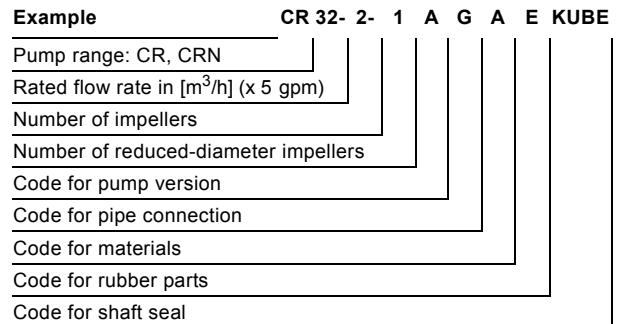 Example CR 32- 2- 1 A G A E KUBE
Pump range: CR, CRN
Rated flow rate in [m³/h] (x 5 gpm)
Number of impellers
Number of reduced-diameter impellers
Code for pump version
Code for pipe connection
Code for materials
Code for rubber parts
Code for shaft seal